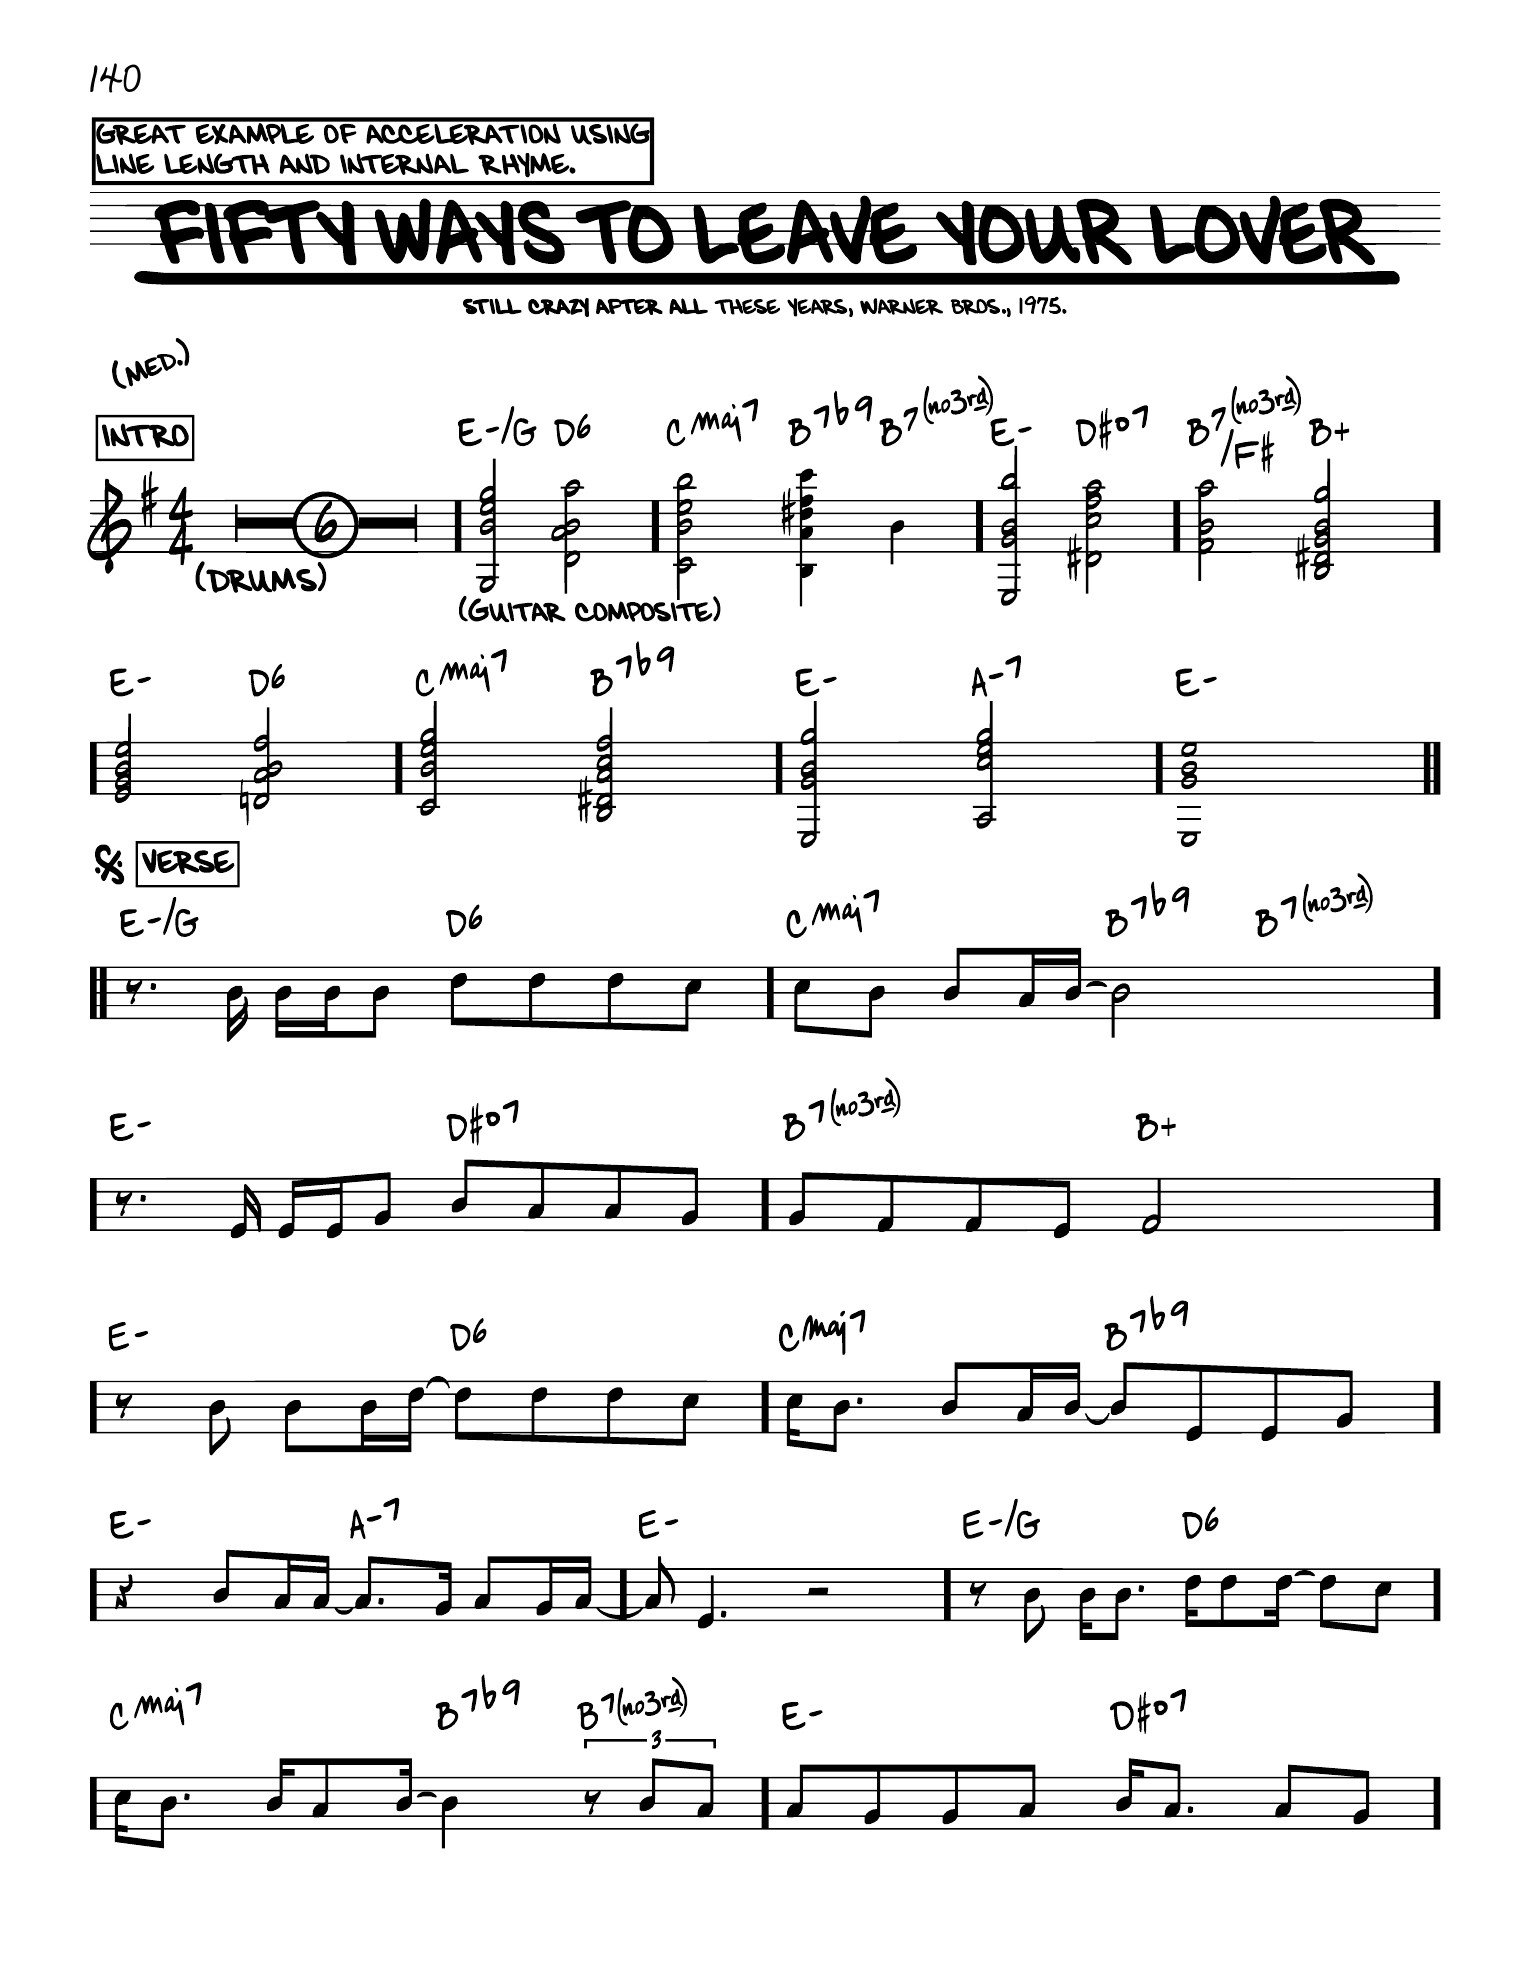 140
GREAT EXAMPLE OF ACCELERATION USING
LINE LENGTH AND INTERNAL RHYME.
FIFTY WAYS TO LEAVE YOUR LOVER
STILL CRAZY AFTER ALL THESE YEARS, WARNER BROS., 1975.
(MED.)
INTRO E-/G D6 Cmaj7 B7b9 B7(no3rd) E- D#o7 B7(no3rd)/F# B+
4/4 6
(DRUMS) (GUITAR COMPOSITE)
E- D6 Cmaj7 B7b9 E- A-7 E-
VERSE
E-/G D6 Cmaj7 B7b9 B7(no3rd)
E- D#o7 B7(no3rd) B+
E- D6 Cmaj7 B7b9
E- A-7 E- E-/G D6
Cmaj7 B7b9 B7(no3rd) E- D#o7
3